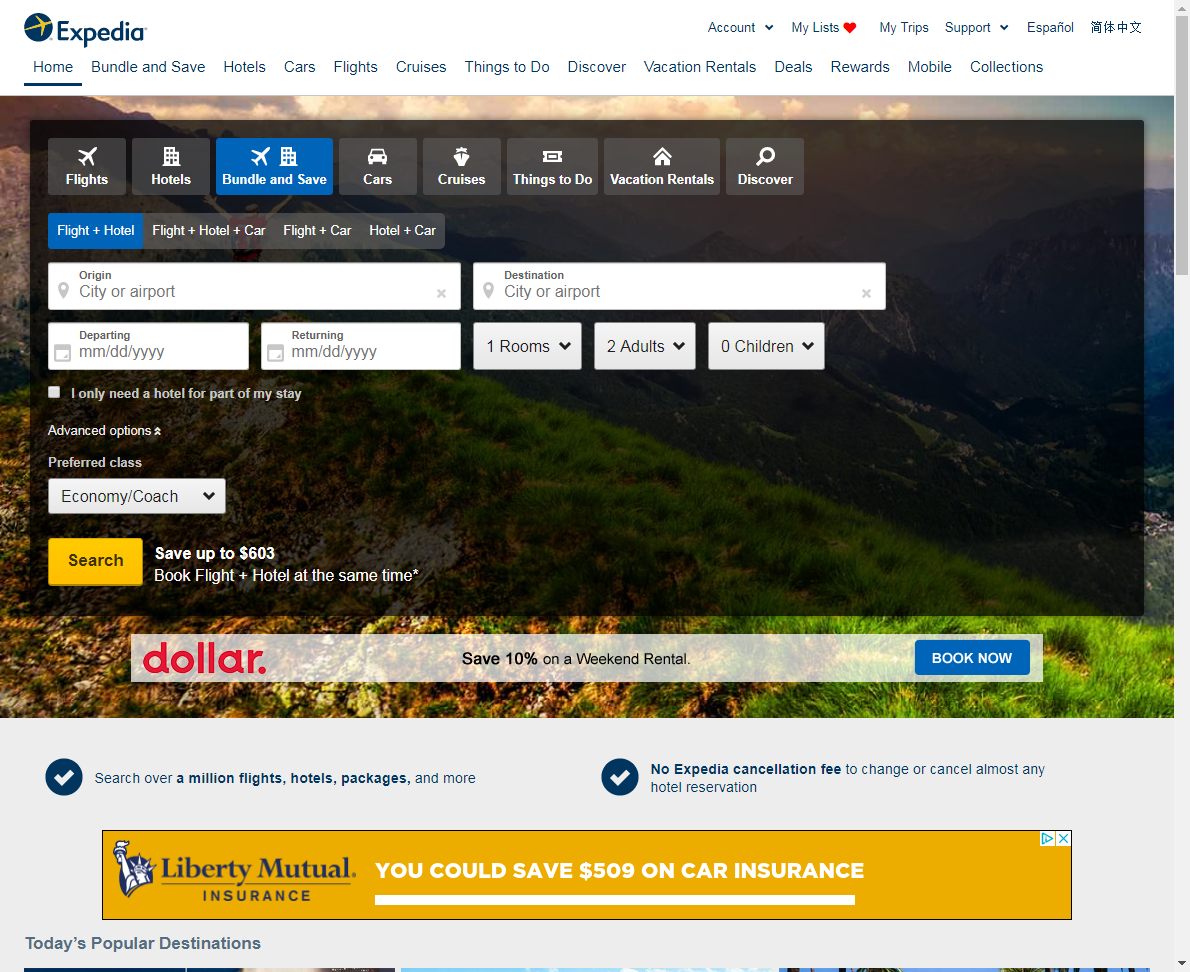 Expedia
Account My Lists My Trips Support Español 简体中文
Home Bundle and Save Hotels Cars Flights Cruises Things to Do Discover Vacation Rentals Deals Rewards Mobile Collections
Flights Hotels Bundle and Save Cars Cruises Things to Do Vacation Rentals Discover
Flight + Hotel Flight + Hotel + Car Flight + Car Hotel + Car
Origin Destination
City or airport City or airport
Departing Returning
mm/dd/yyyy mm/dd/yyyy 1 Rooms 2 Adults 0 Children
I only need a hotel for part of my stay
Advanced options
Preferred class
Economy/Coach
Search
Save up to $603
Book Flight + Hotel at the same time*
dollar. Save 10% on a Weekend Rental. BOOK NOW
Search over a million flights, hotels, packages, and more
No Expedia cancellation fee to change or cancel almost any
hotel reservation
Liberty Mutual.
INSURANCE
YOU COULD SAVE $509 ON CAR INSURANCE
Today's Popular Destinations